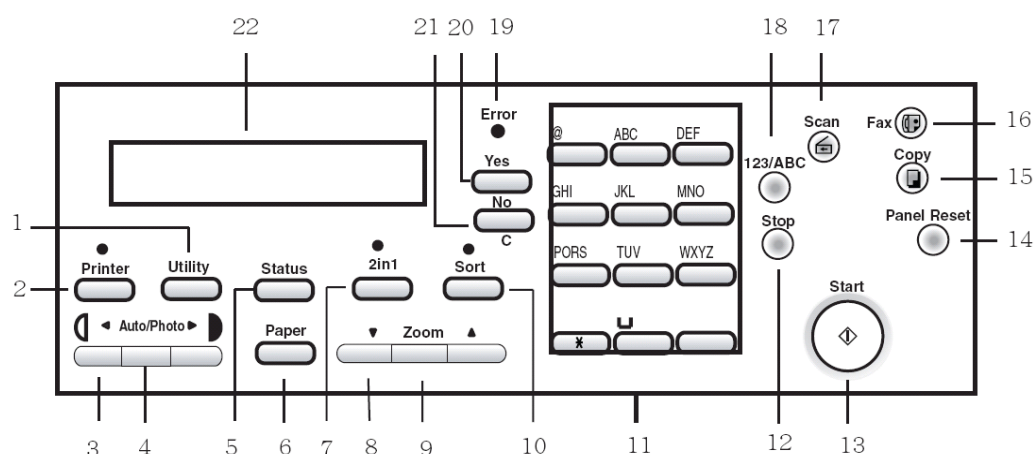 22 21 20 19 18 17
Error
Yes
No
C
@ ABC DEF
GHI JKL MNO
PORS TUV WXYZ
*
123/ABC
Stop
Scan
Fax
16
Copy
15
Panel Reset
14
Start
1
2
Printer
Utility
Status
2in1
Sort
◄ Auto/Photo ►
Paper
▼ Zoom ▲
3 4 5 6 7 8 9 10 11 12 13